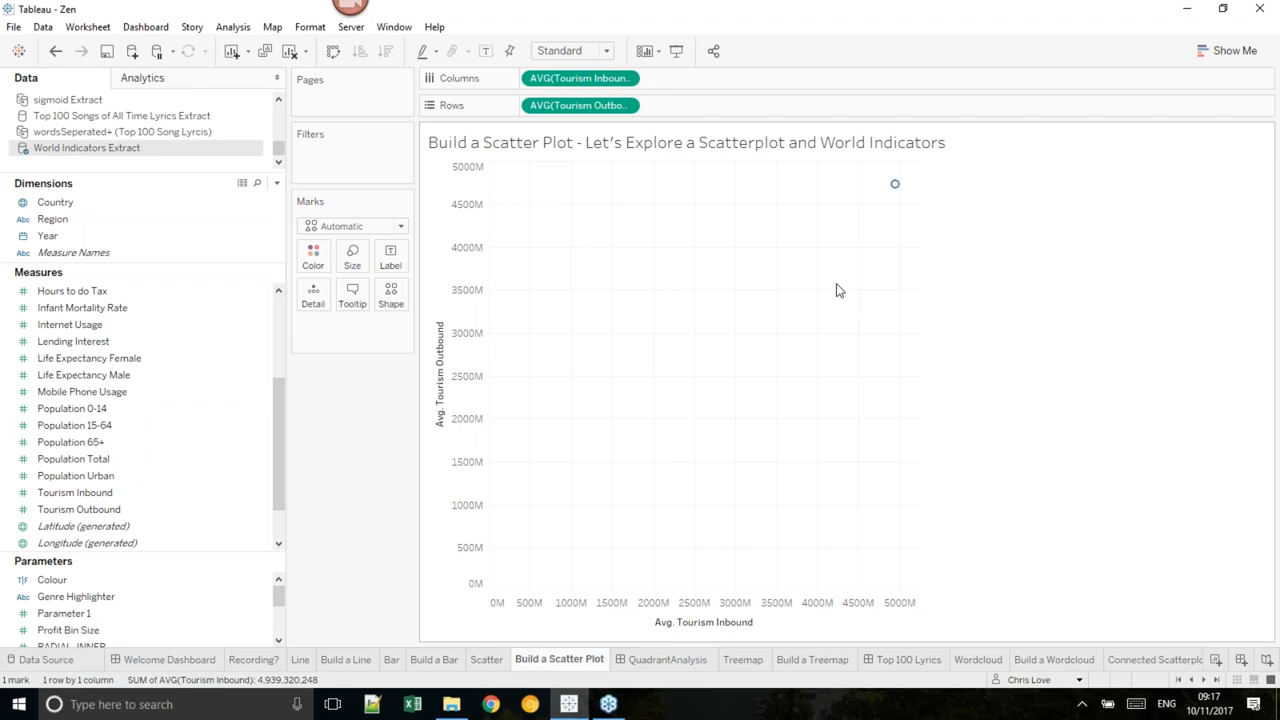 Tableau - Zen
File Data Worksheet Dashboard Story Analysis Map Format Server Window Help
Standard
Show Me
Data
Analytics
sigmoid Extract
Top 100 Songs of All Time Lyrics Extract
wordsSeperated+ (Top 100 Song Lyrcis)
World Indicators Extract
Dimensions
Country
Abc Region
Year
Abc Measure Names
Measures
Hours to do Tax
Infant Mortality Rate
Internet Usage
Lending Interest
Life Expectancy Female
Life Expectancy Male
Mobile Phone Usage
Population 0-14
Population 15-64
Population 65+
Population Total
Population Urban
Tourism Inbound
Tourism Outbound
Latitude (generated)
Longitude (generated)
Parameters
T|F Colour
Abc Genre Highlighter
Parameter 1
Profit Bin Size
RADIAL_INNER
Pages
Filters
Marks
Automatic
Color Size Label
Detail Tooltip Shape
Columns AVG(Tourism Inboun..
Rows AVG(Tourism Outbo..
Build a Scatter Plot - Let's Explore a Scatterplot and World Indicators
5000M
4500M
4000M
3500M
3000M
2500M
2000M
1500M
1000M
500M
0M
Avg. Tourism Outbound
0M 500M 1000M 1500M 2000M 2500M 3000M 3500M 4000M 4500M 5000M
Avg. Tourism Inbound
Data Source Welcome Dashboard Recording? Line Build a Line Bar Build a Bar Scatter Build a Scatter Plot QuadrantAnalysis Treemap Build a Treemap Top 100 Lyrics Wordcloud Build a Wordcloud Connected Scatterplc
1 mark 1 row by 1 column SUM of AVG(Tourism Inbound): 4,939,320,248 Chris Love
Type here to search
ENG
09:17
10/11/2017